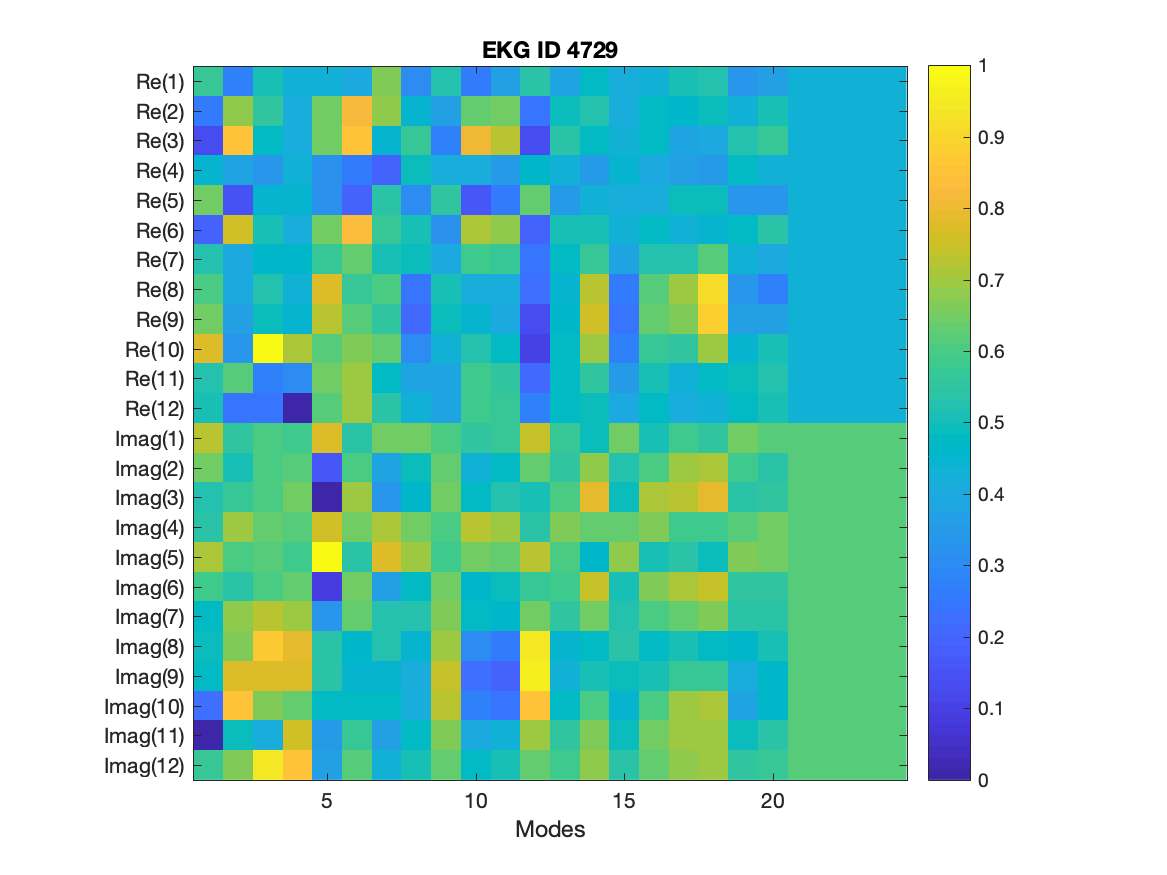 EKG ID 4729
Re(1)
Re(2)
Re(3)
Re(4)
Re(5)
Re(6)
Re(7)
Re(8)
Re(9)
Re(10)
Re(11)
Re(12)
Imag(1)
Imag(2)
Imag(3)
Imag(4)
Imag(5)
Imag(6)
Imag(7)
Imag(8)
Imag(9)
Imag(10)
Imag(11)
Imag(12)
5 10 15 20
Modes
1
0.9
0.8
0.7
0.6
0.5
0.4
0.3
0.2
0.1
0